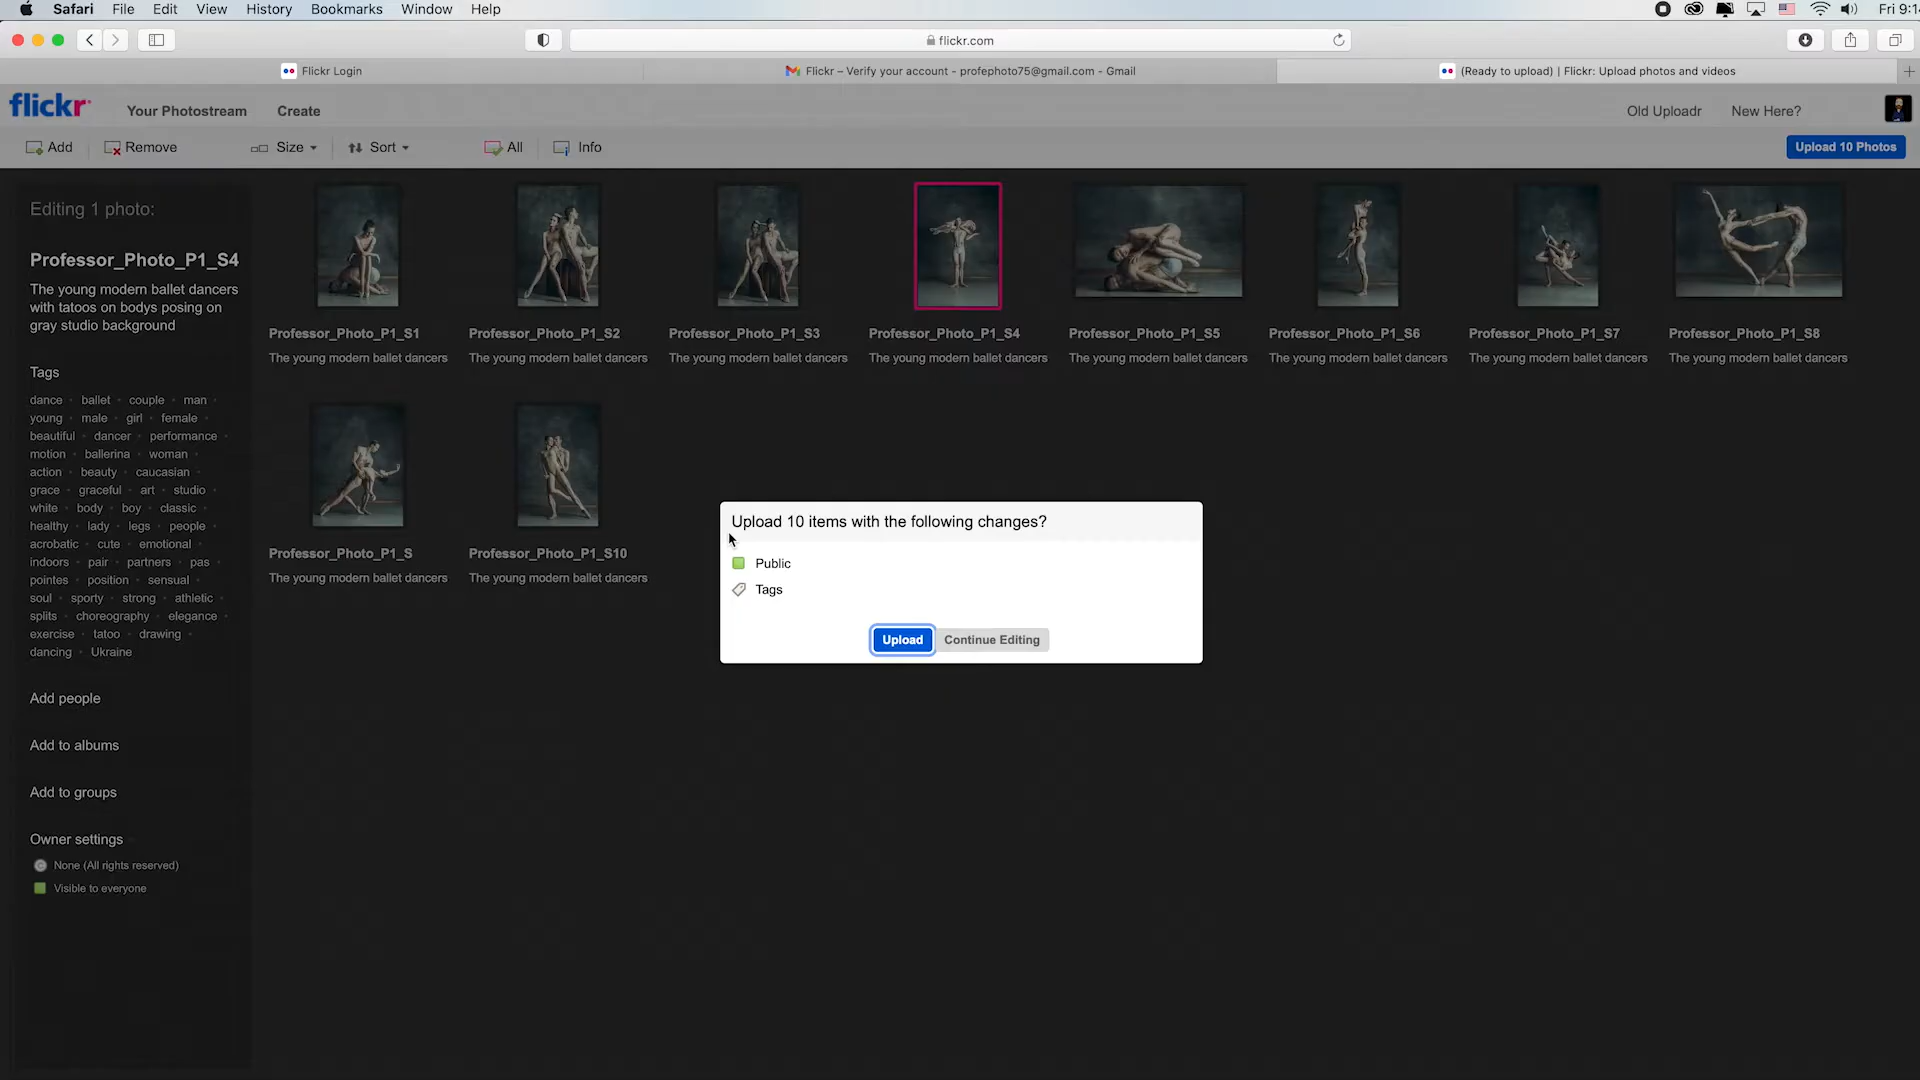 Safari File Edit View History Bookmarks Window Help Fri 9:1
flickr.com
Flickr Login
Flickr – Verify your account - profephoto75@gmail.com - Gmail
(Ready to upload) | Flickr: Upload photos and videos
flickr Your Photostream Create Old Uploadr New Here?
Add Remove Size Sort All Info Upload 10 Photos
Editing 1 photo:
Professor_Photo_P1_S4
The young modern ballet dancers
with tatoos on bodys posing on
gray studio background
Tags
dance ballet couple man
young male girl female
beautiful dancer performance
motion ballerina woman
action beauty caucasian
grace graceful art studio
white body boy classic
healthy lady legs people
acrobatic cute emotional
indoors pair partners pas
pointes position sensual
soul sporty strong athletic
splits choreography elegance
exercise tatoo drawing
dancing Ukraine
Add people
Add to albums
Add to groups
Owner settings
None (All rights reserved)
Visible to everyone
Professor_Photo_P1_S1 Professor_Photo_P1_S2 Professor_Photo_P1_S3 Professor_Photo_P1_S4 Professor_Photo_P1_S5 Professor_Photo_P1_S6 Professor_Photo_P1_S7 Professor_Photo_P1_S8
The young modern ballet dancers The young modern ballet dancers The young modern ballet dancers The young modern ballet dancers The young modern ballet dancers The young modern ballet dancers The young modern ballet dancers The young modern ballet dancers
Professor_Photo_P1_S Professor_Photo_P1_S10
The young modern ballet dancers The young modern ballet dancers
Upload 10 items with the following changes?
Public
Tags
Upload Continue Editing